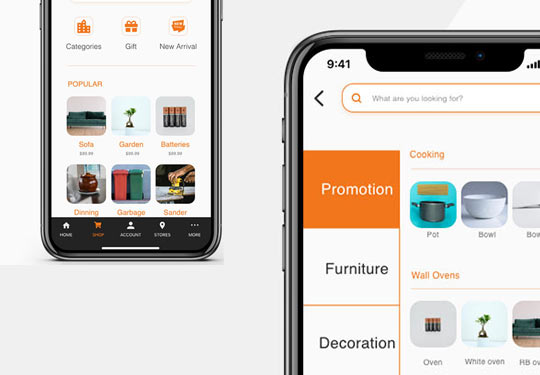 Categories
Gift
New Arrival
POPULAR
Sofa
Garden
Batteries
$99.99
$99.99
$99.99
Dinning
Garbage
Sander
HOME
SHOP
ACCOUNT
STORES
MORE
9:41
What are you looking for?
Promotion
Furniture
Decoration
Cooking
Pot
Bowl
Bow
Wall Ovens
Oven
White oven
RB ov